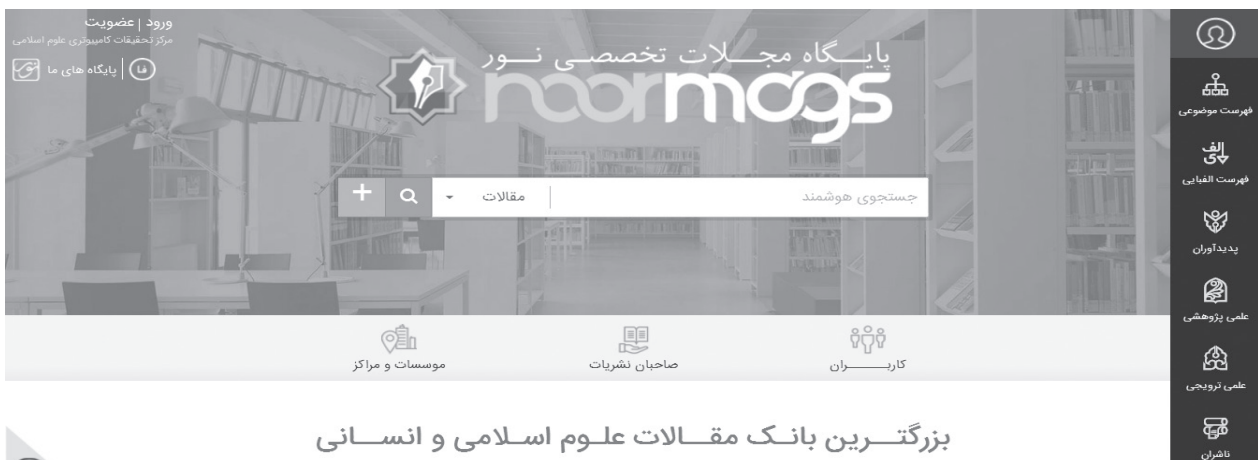 ورود | عضویت
مرکز تحقیقات کامپیوتری علوم اسلامی
فا | پایگاه های ما
پایگاه مجلات تخصصی نور
noormags
جستجوی هوشمند
مقالات
+
کاربران
صاحبان نشریات
موسسات و مراکز
بزرگترین بانک مقالات علوم اسلامی و انسانی
فهرست موضوعی
الف
ی
فهرست الفبایی
پدیدآوران
علمی پژوهشی
علمی ترویجی
ناشران